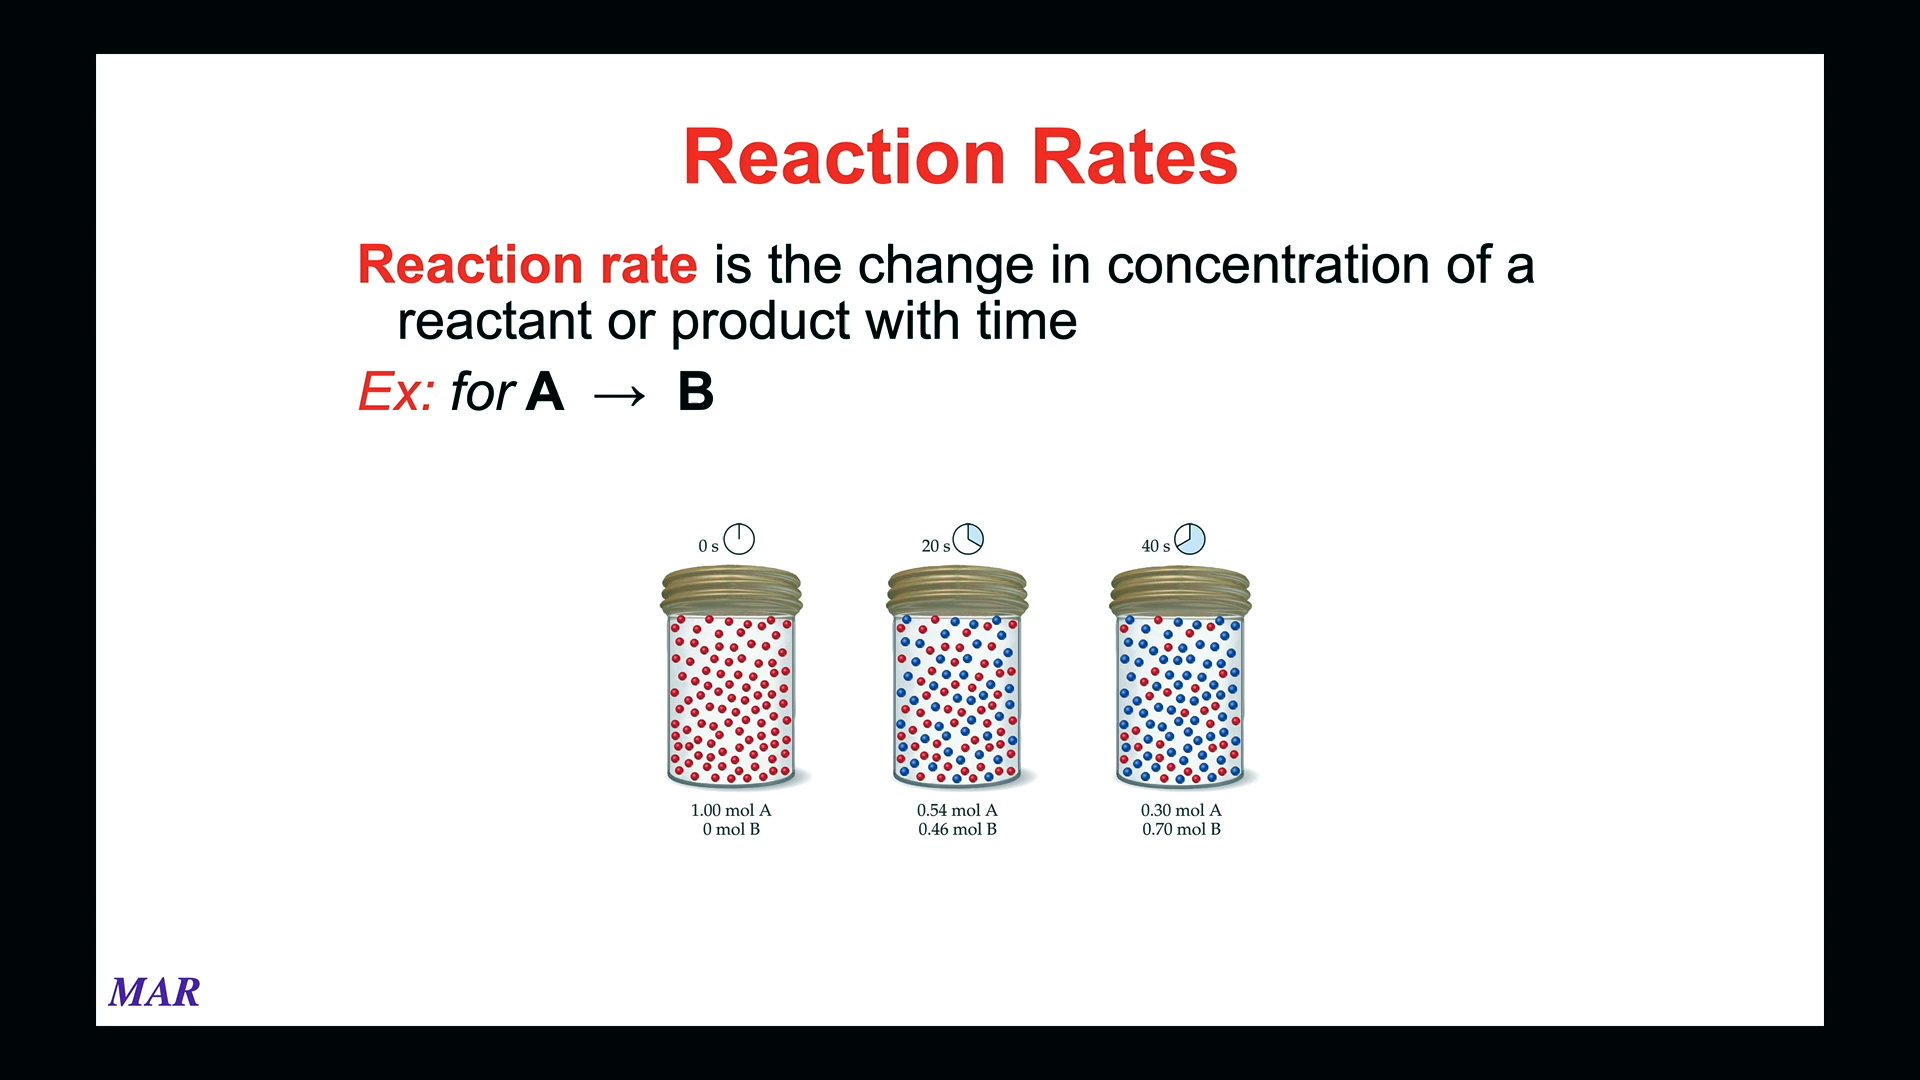 Reaction Rates
Reaction rate is the change in concentration of a
reactant or product with time
Ex: for A → B
0 s
20 s
40 s
1.00 mol A
0 mol B
0.54 mol A
0.46 mol B
0.30 mol A
0.70 mol B
MAR